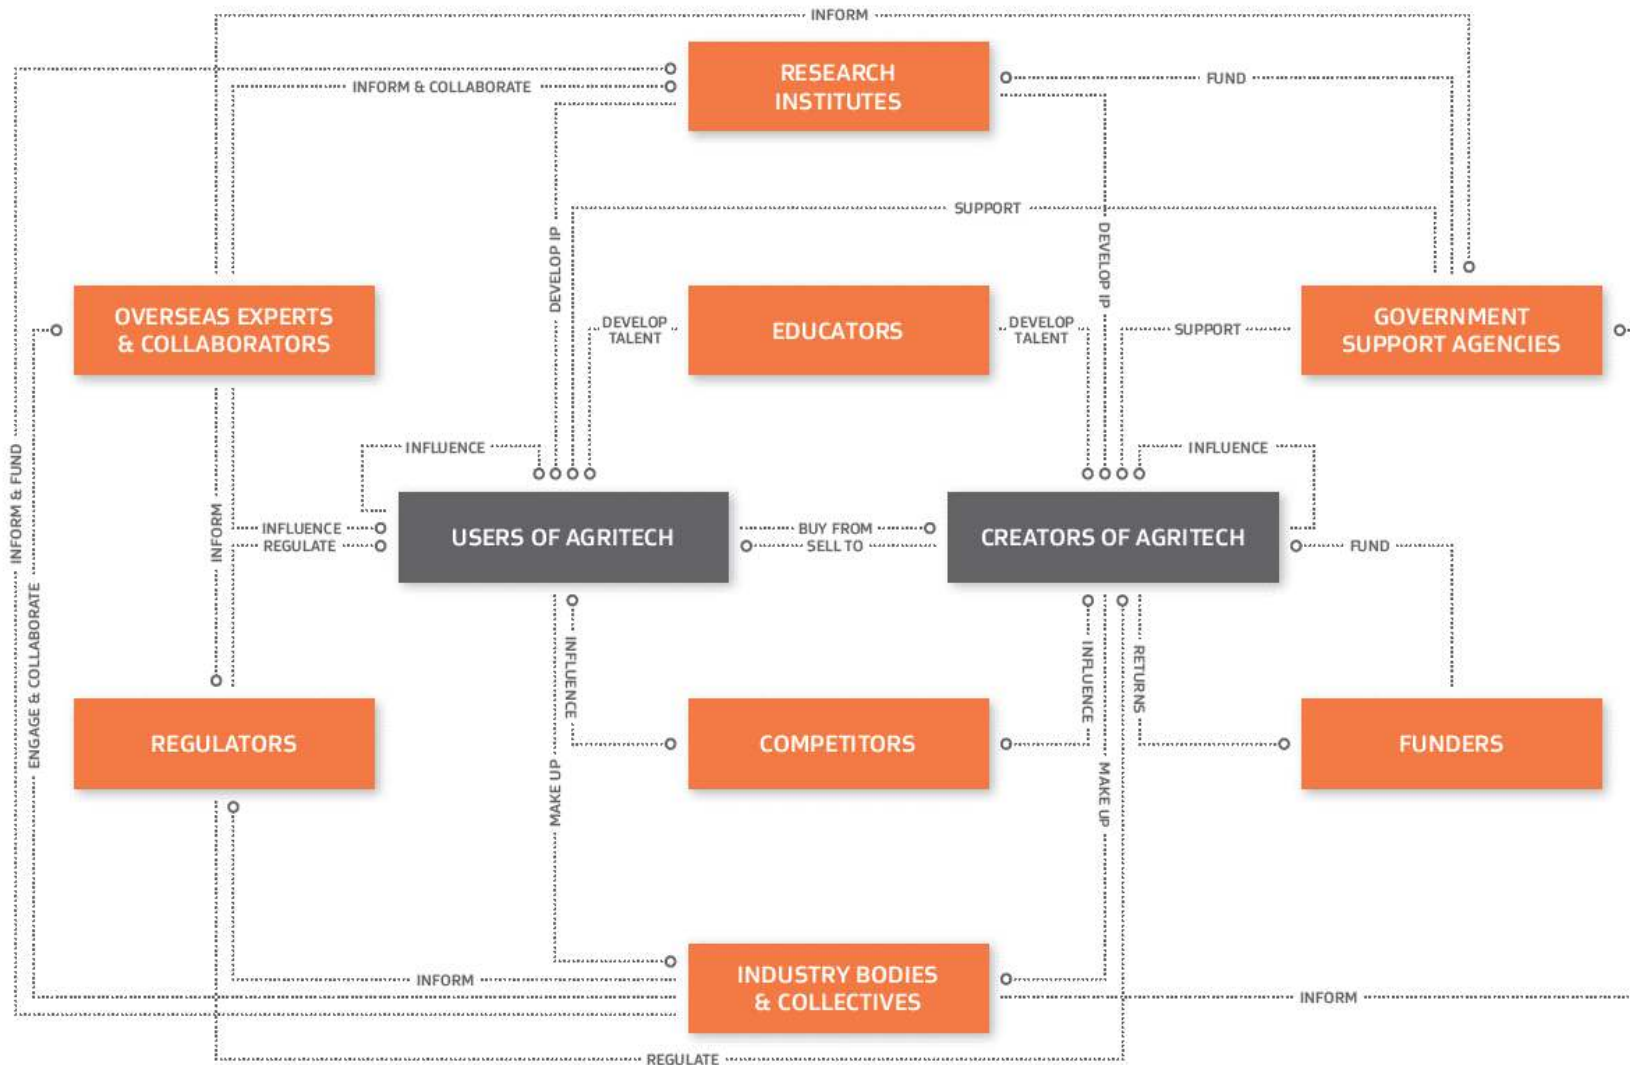 INFORM
RESEARCH
INSTITUTES
INFORM & COLLABORATE
FUND
SUPPORT
DEVELOP IP
DEVELOP IP
OVERSEAS EXPERTS
& COLLABORATORS
DEVELOP
TALENT
EDUCATORS
DEVELOP
TALENT
SUPPORT
GOVERNMENT
SUPPORT AGENCIES
INFLUENCE
INFLUENCE
INFORM & FUND
INFORM
INFLUENCE
REGULATE
USERS OF AGRITECH
BUY FROM
SELL TO
CREATORS OF AGRITECH
FUND
ENGAGE & COLLABORATE
INFLUENCE
INFLUENCE
RETURNS
REGULATORS
COMPETITORS
FUNDERS
MAKE UP
MAKE UP
INFORM
INDUSTRY BODIES
& COLLECTIVES
INFORM
REGULATE